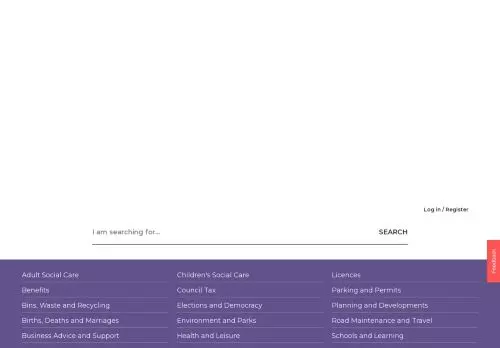 Log in / Register
I am searching for...
SEARCH
Feedback
Adult Social Care
Children's Social Care
Licences
Benefits
Council Tax
Parking and Permits
Bins, Waste and Recycling
Elections and Democracy
Planning and Developments
Births, Deaths and Marriages
Environment and Parks
Road Maintenance and Travel
Business Advice and Support
Health and Leisure
Schools and Learning